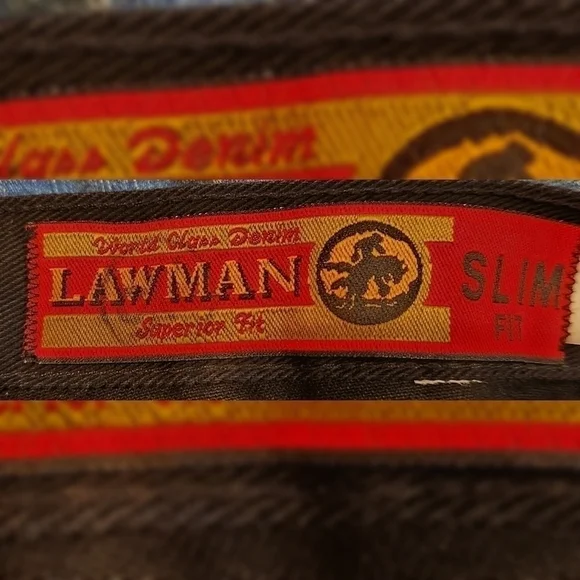 World Class Denim
LAWMAN
Superior Fit
SLIM
FIT